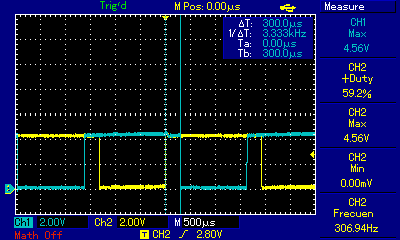 Trig'd M Pos: 0.00μs Measure
ΔT: 300.0μs
1/ΔT: 3.333kHz
Ta: 0.00μs
Tb: 300.0μs
CH1
Max
4.56V
CH2
+Duty
59.2%
CH2
Max
4.56V
CH2
Min
0.00mV
CH2
Frecuen
306.94Hz
Ch1 2.00V Ch2 2.00V M 500μs
Math Off T CH2 2.80V